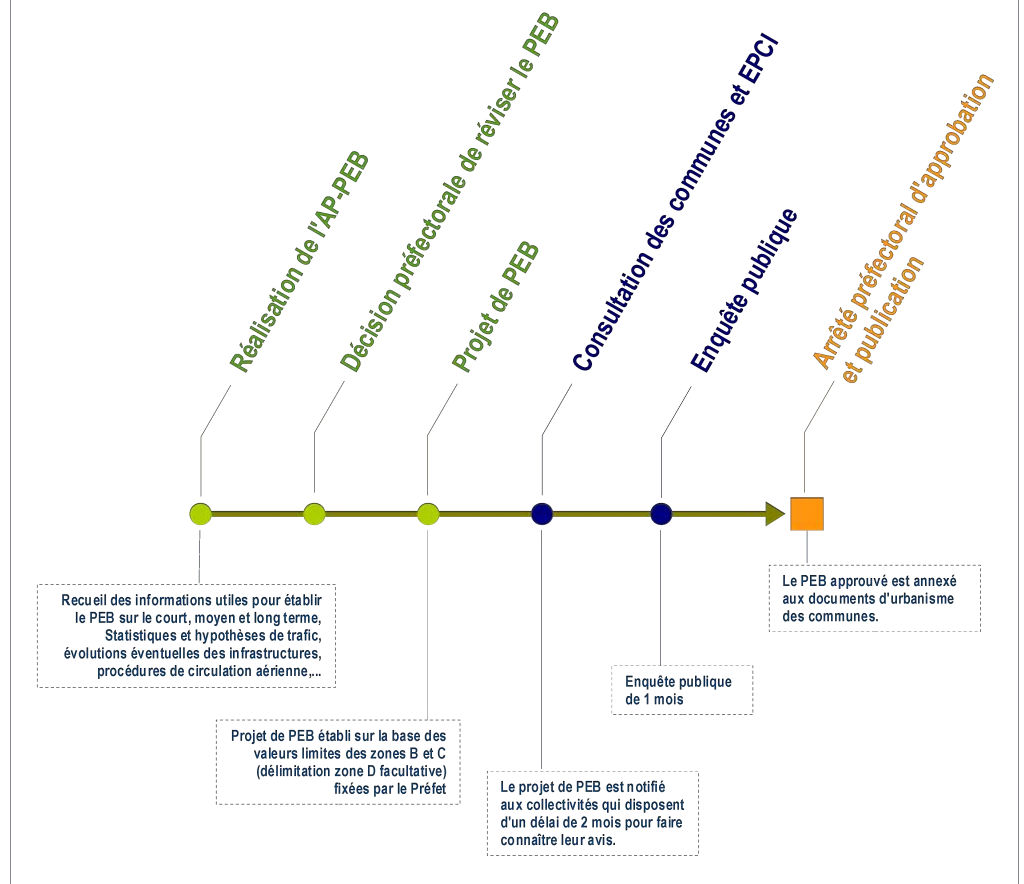 Réalisation de l'AP-PEB
Décision préfectorale de réviser le PEB
Projet de PEB
Consultation des communes et EPCI
Enquête publique
Arrêté préfectoral d'approbation
et publication
Recueil des informations utiles pour établir
le PEB sur le court, moyen et long terme,
Statistiques et hypothèses de trafic,
évolutions éventuelles des infrastructures,
procédures de circulation aérienne,...
Projet de PEB établi sur la base des
valeurs limites des zones B et C
(délimitation zone D facultative)
fixées par le Préfet
Le projet de PEB est notifié
aux collectivités qui disposent
d'un délai de 2 mois pour faire
connaître leur avis.
Enquête publique
de 1 mois
Le PEB approuvé est annexé
aux documents d'urbanisme
des communes.